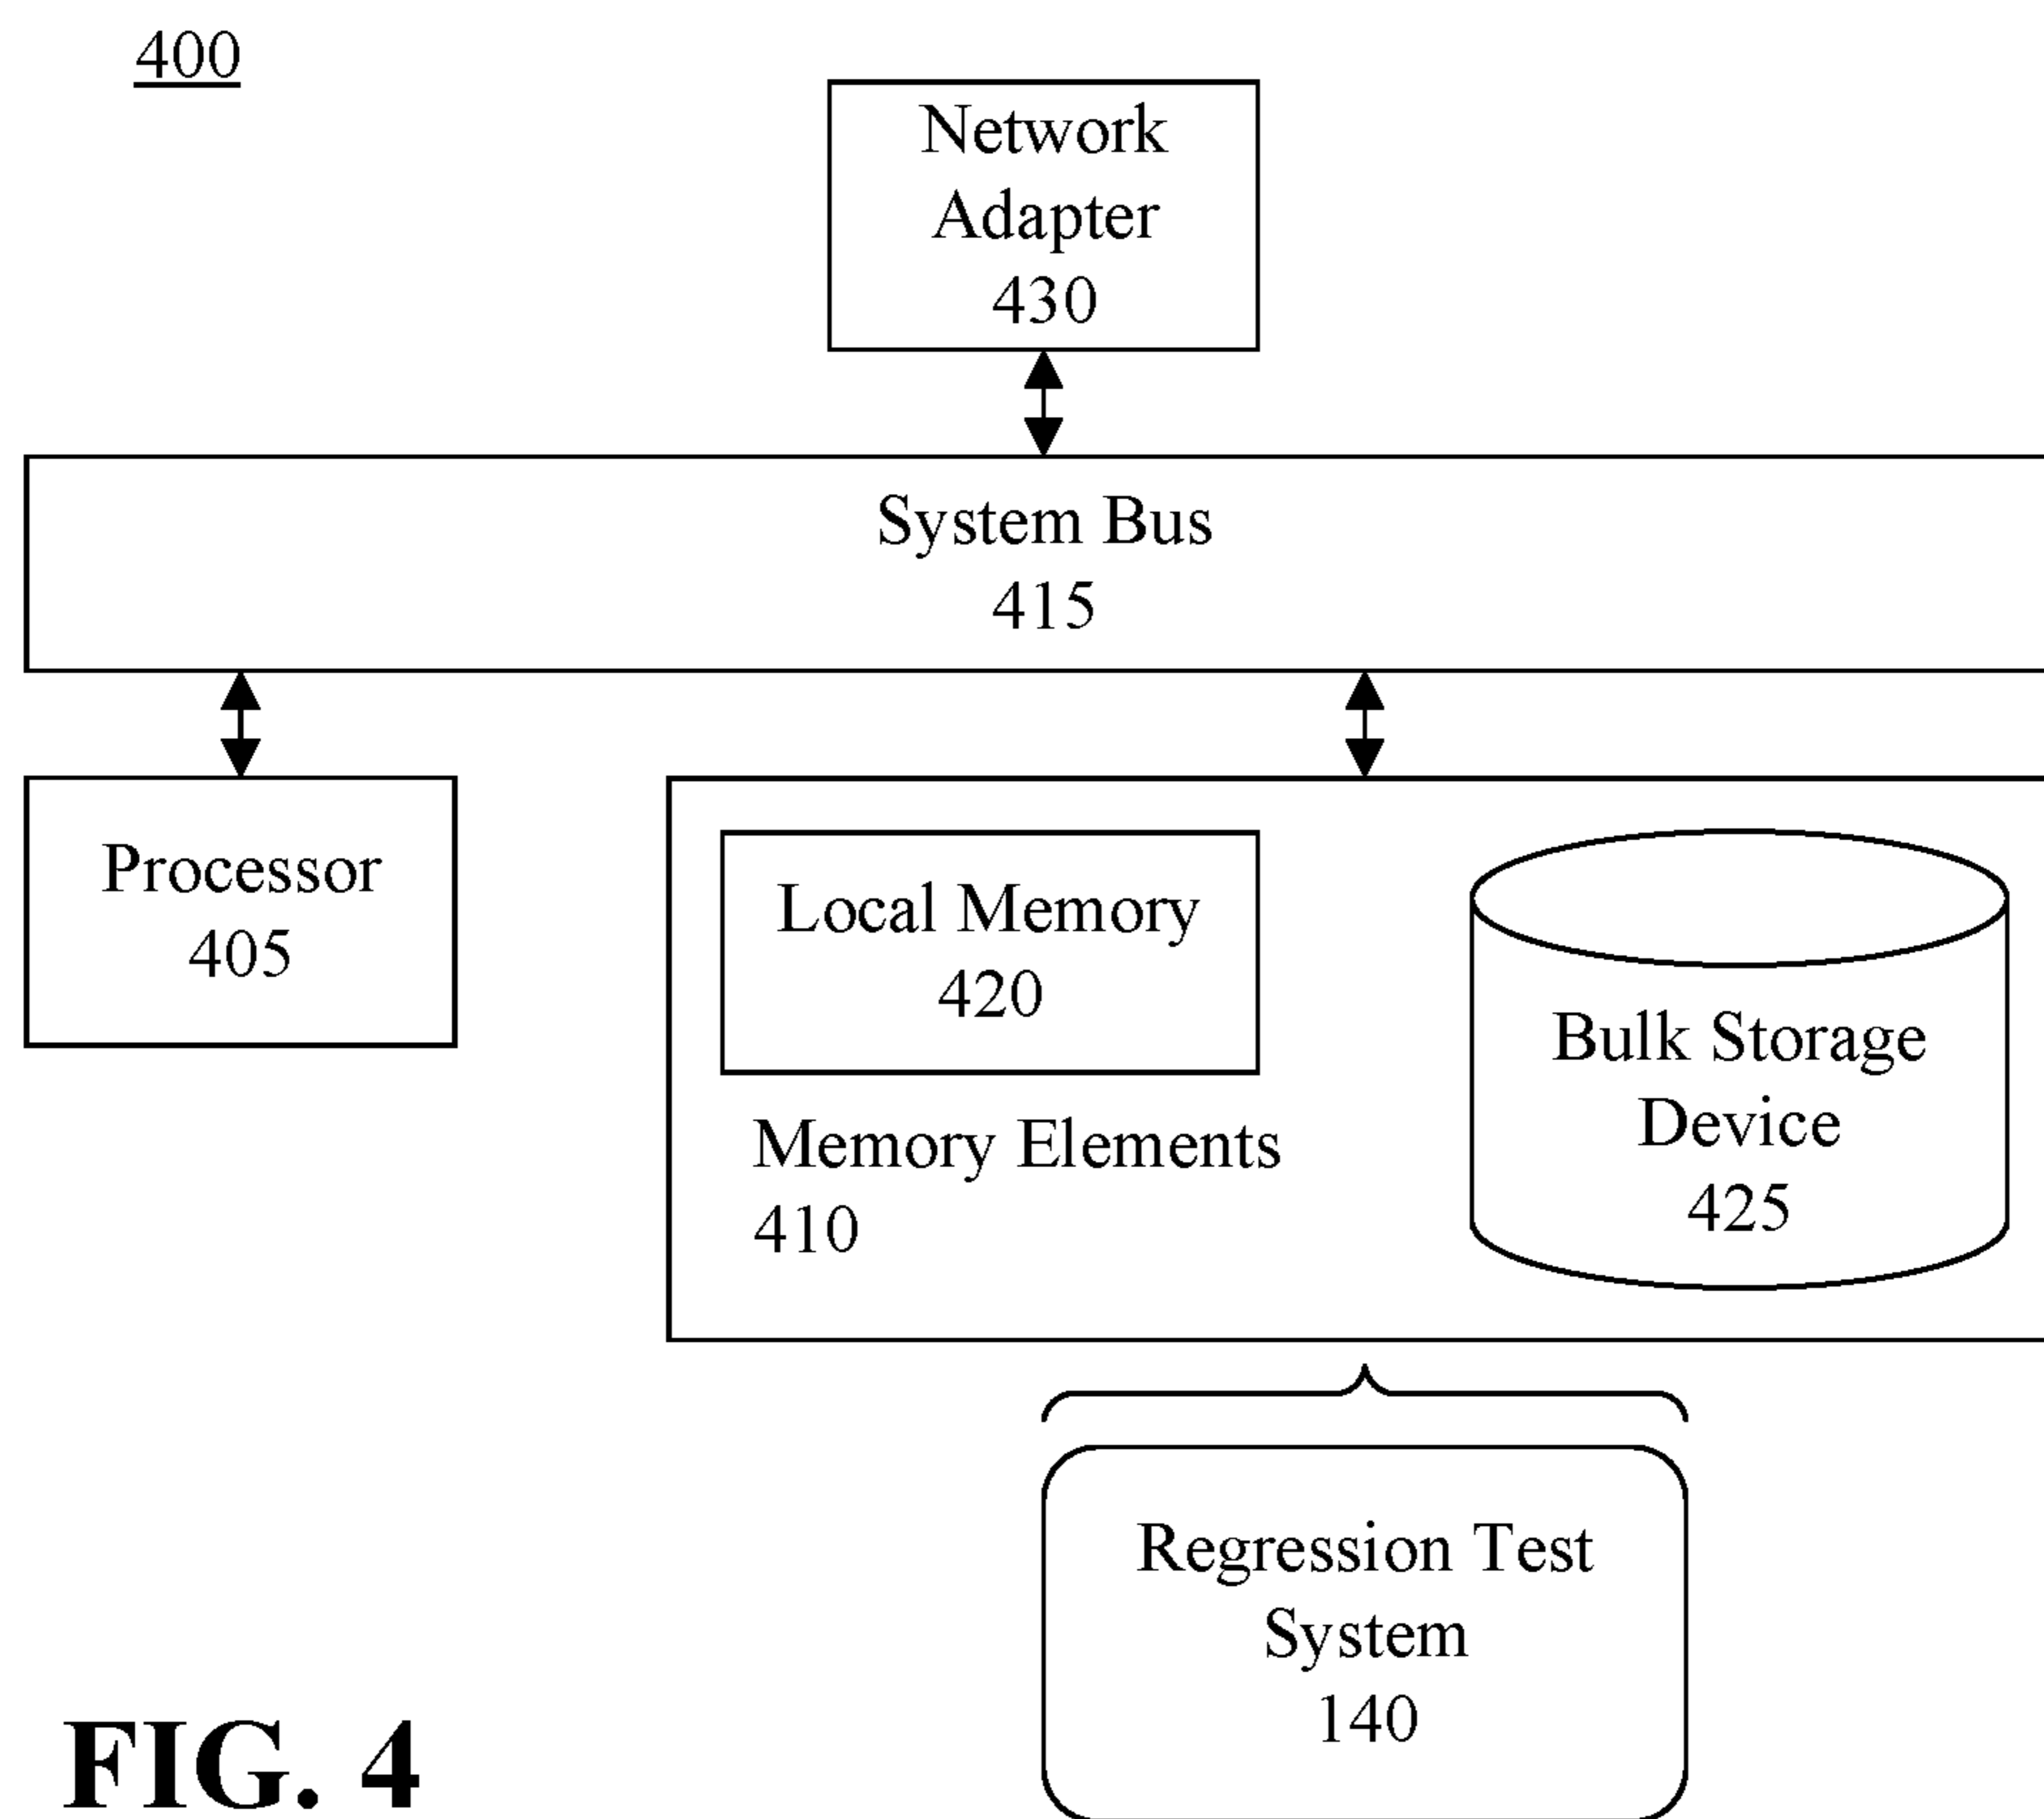 400
Network
Adapter
430
System Bus
415
Processor
405
Local Memory
420
Memory Elements
410
Bulk Storage
Device
425
Regression Test
System
140
FIG. 4